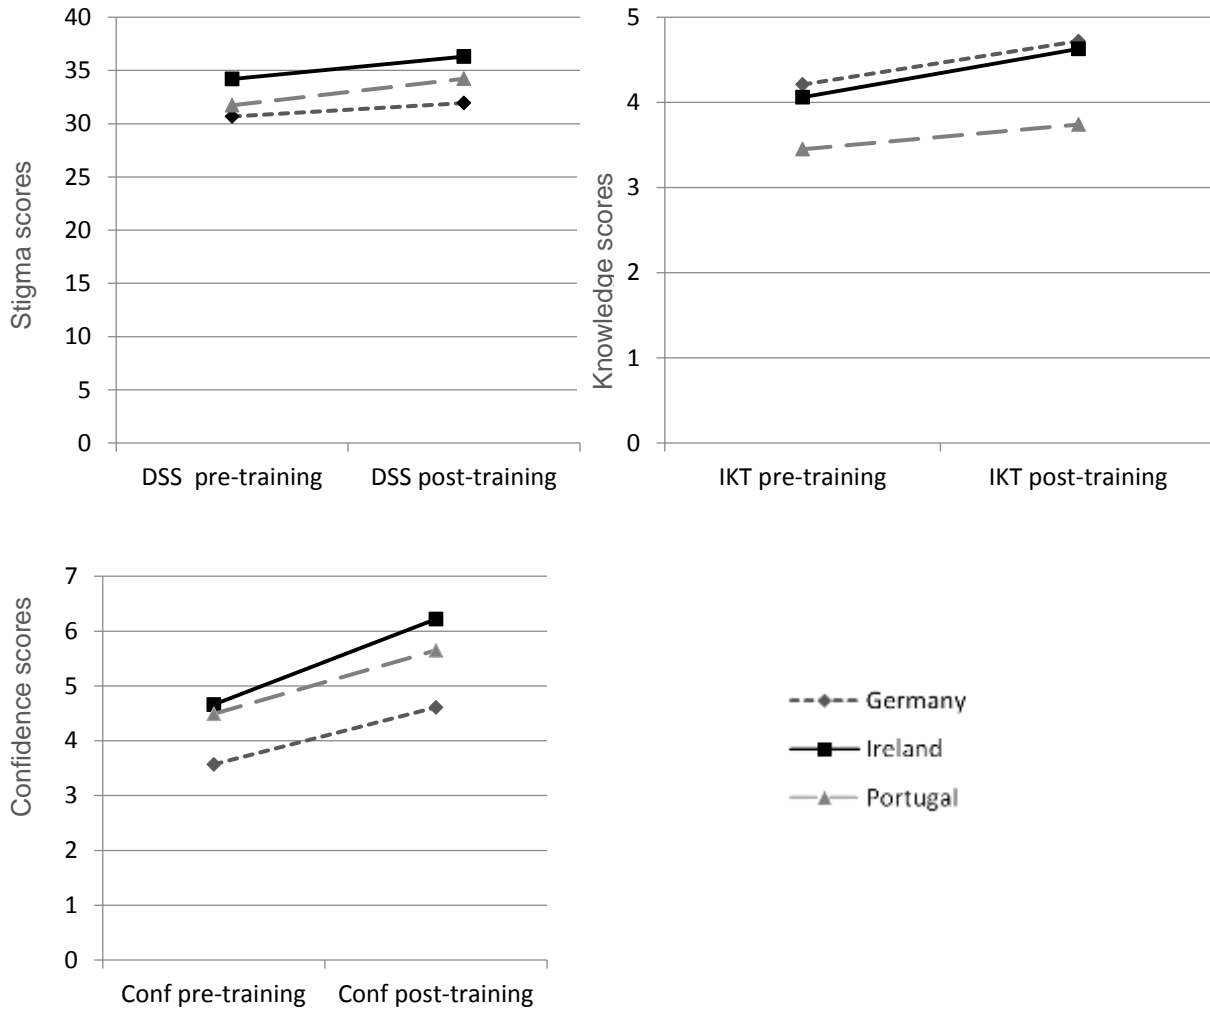 Stigma scores
40
35
30
25
20
15
10
5
0
DSS pre-training DSS post-training
Knowledge scores
5
4
3
2
1
0
IKT pre-training IKT post-training
Confidence scores
7
6
5
4
3
2
1
0
Conf pre-training Conf post-training
Germany
Ireland
Portugal